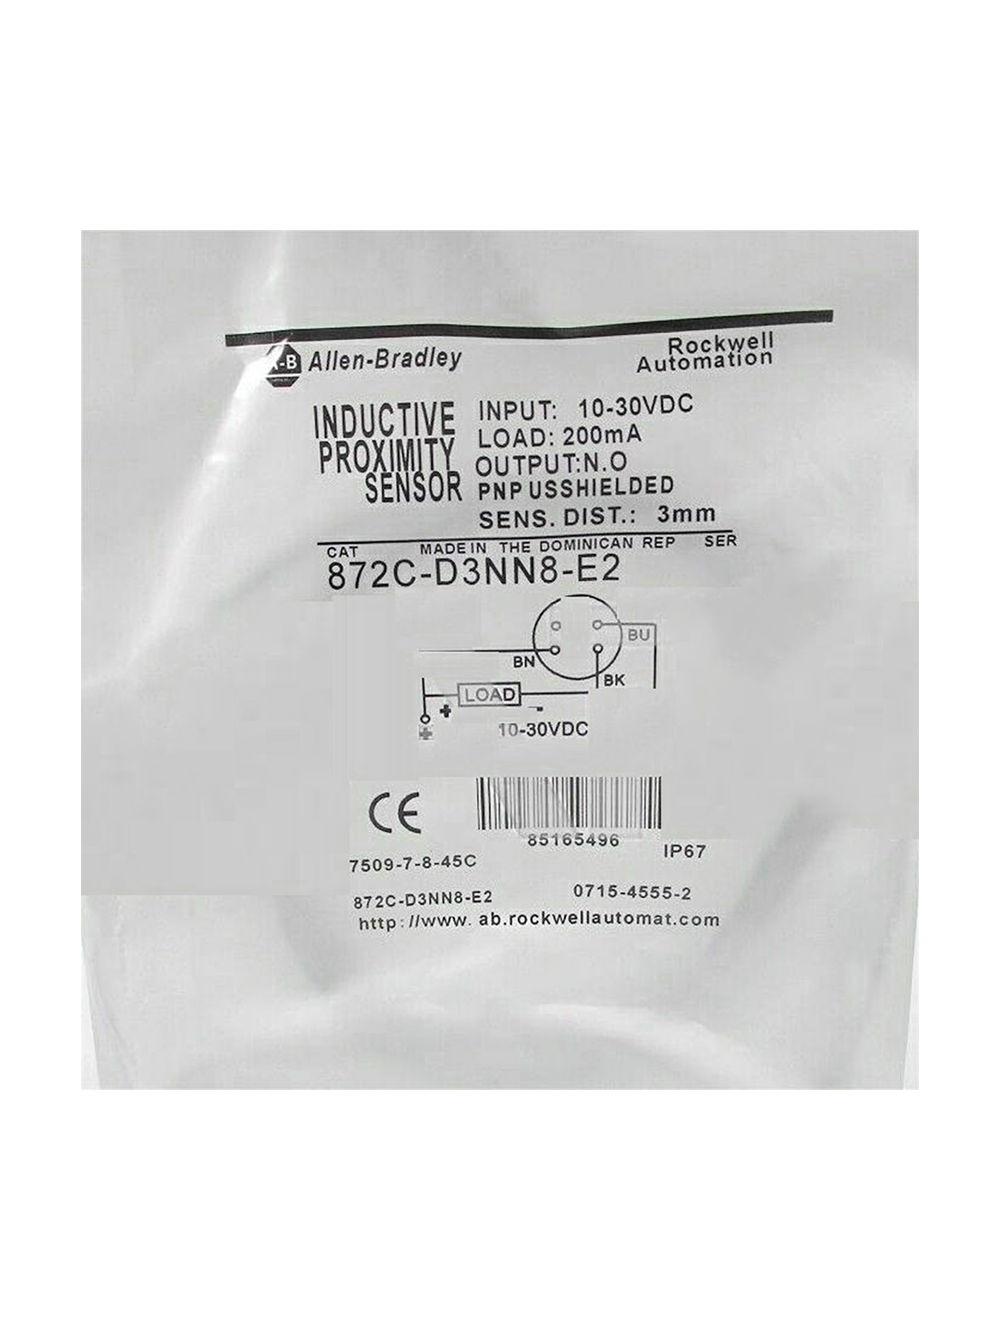 A-B Allen-Bradley
Rockwell
Automation
INDUCTIVE
PROXIMITY
SENSOR
INPUT: 10-30VDC
LOAD: 200mA
OUTPUT:N.O
PNP USSHIELDED
SENS. DIST.: 3mm
CAT MADE IN THE DOMINICAN REP SER
872C-D3NN8-E2
BU
BN
BK
LOAD
+ -
+ 10-30VDC
CE
85165496
IP67
7509-7-8-45C
872C-D3NN8-E2 0715-4555-2
http://www. ab.rockwellautomat.com